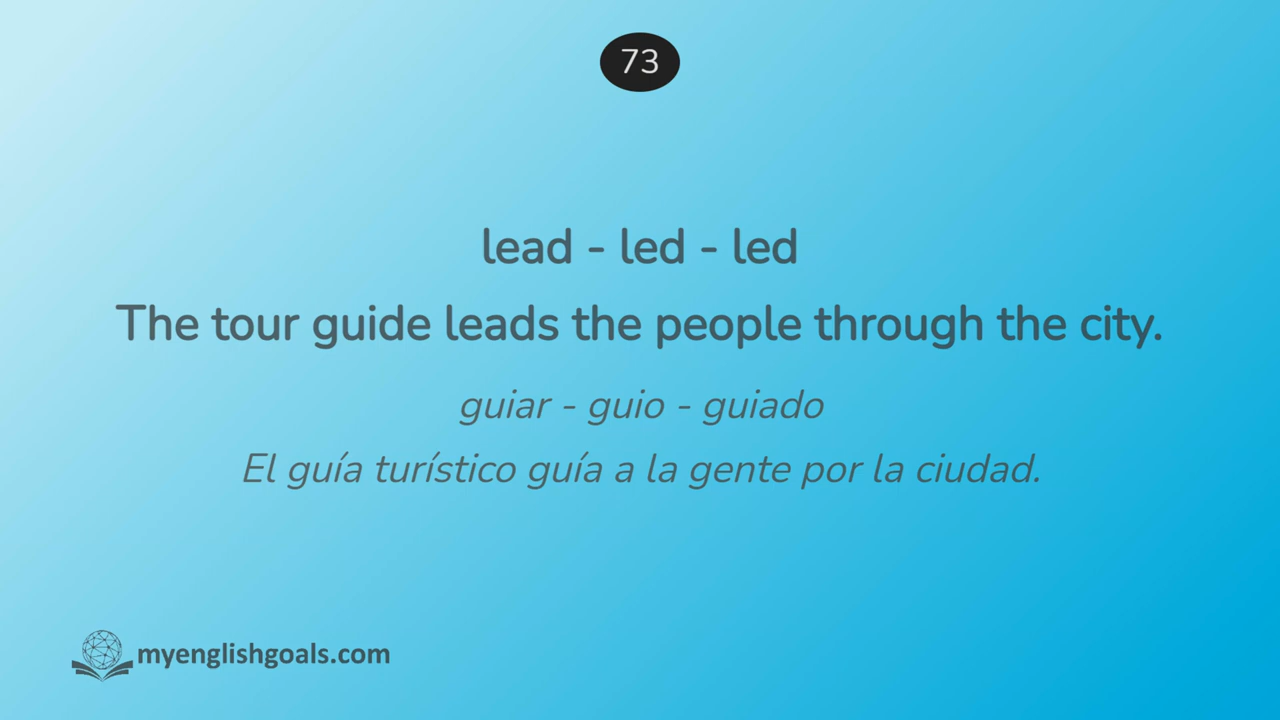 73
lead - led - led
The tour guide leads the people through the city.
guiar - guio - guiado
El guía turístico guía a la gente por la ciudad.
myenglishgoals.com